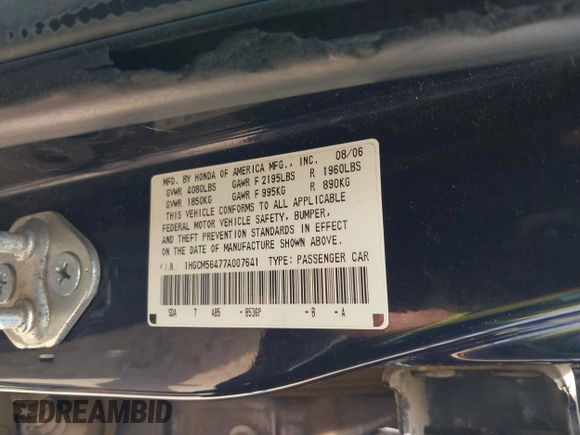 MFD. BY HONDA OF AMERICA MFG., INC. 08/06
GVWR 4080LBS GAWR F 2195LBS R 1960LBS
GVWR 1850KG GAWR F 995KG R 890KG
THIS VEHICLE CONFORMS TO ALL APPLICABLE
FEDERAL MOTOR VEHICLE SAFETY, BUMPER,
AND THEFT PREVENTION STANDARDS IN EFFECT
ON THE DATE OF MANUFACTURE SHOWN ABOVE.
V.I.N.: 1HGCM56477A007641 TYPE: PASSENGER CAR
SDA 7 AB5 - B536P - B - A
DREAMBID